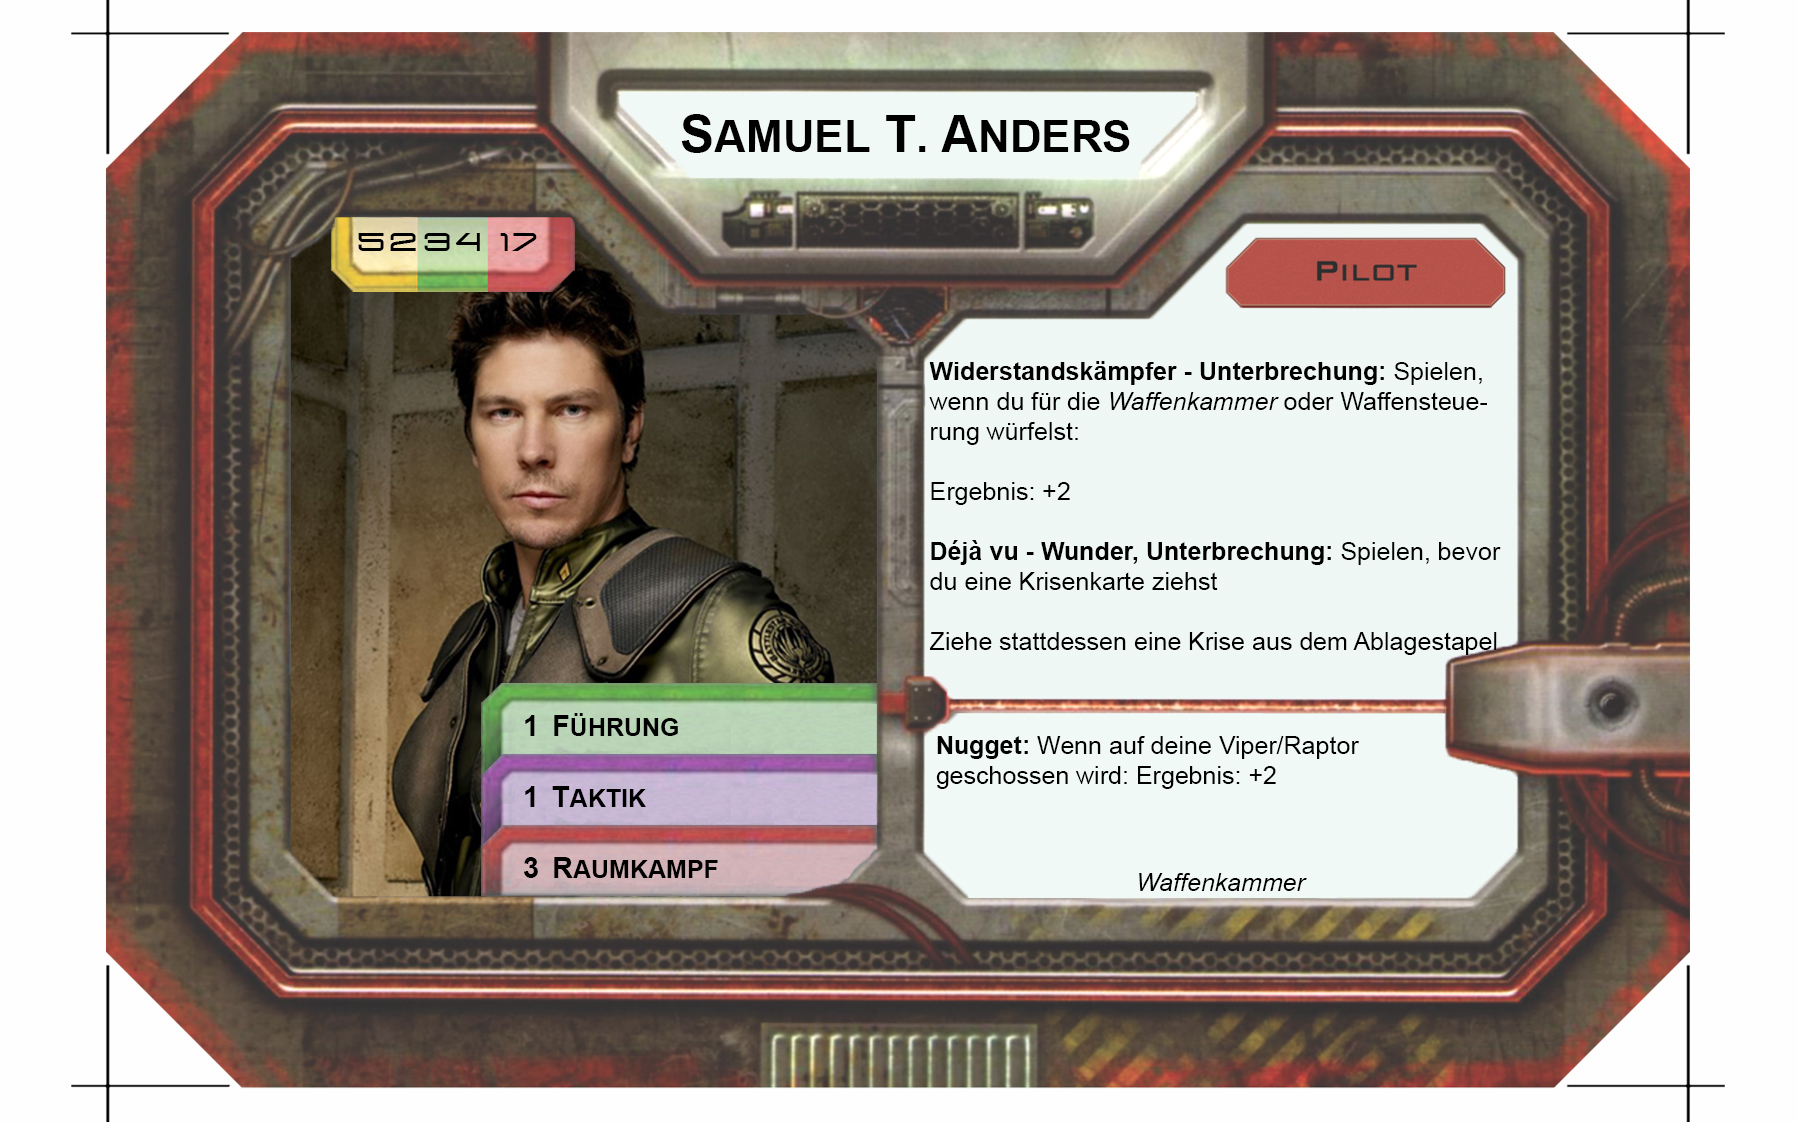 SAMUEL T. ANDERS
52 34 17
PILOT
Widerstandskämpfer - Unterbrechung: Spielen,
wenn du für die Waffenkammer oder Waffensteue-
rung würfelst:
Ergebnis: +2
Déjà vu - Wunder, Unterbrechung: Spielen, bevor
du eine Krisenkarte ziehst
Ziehe stattdessen eine Krise aus dem Ablagestapel
1 FÜHRUNG
1 TAKTIK
3 RAUMKAMPF
Nugget: Wenn auf deine Viper/Raptor
geschossen wird: Ergebnis: +2
Waffenkammer